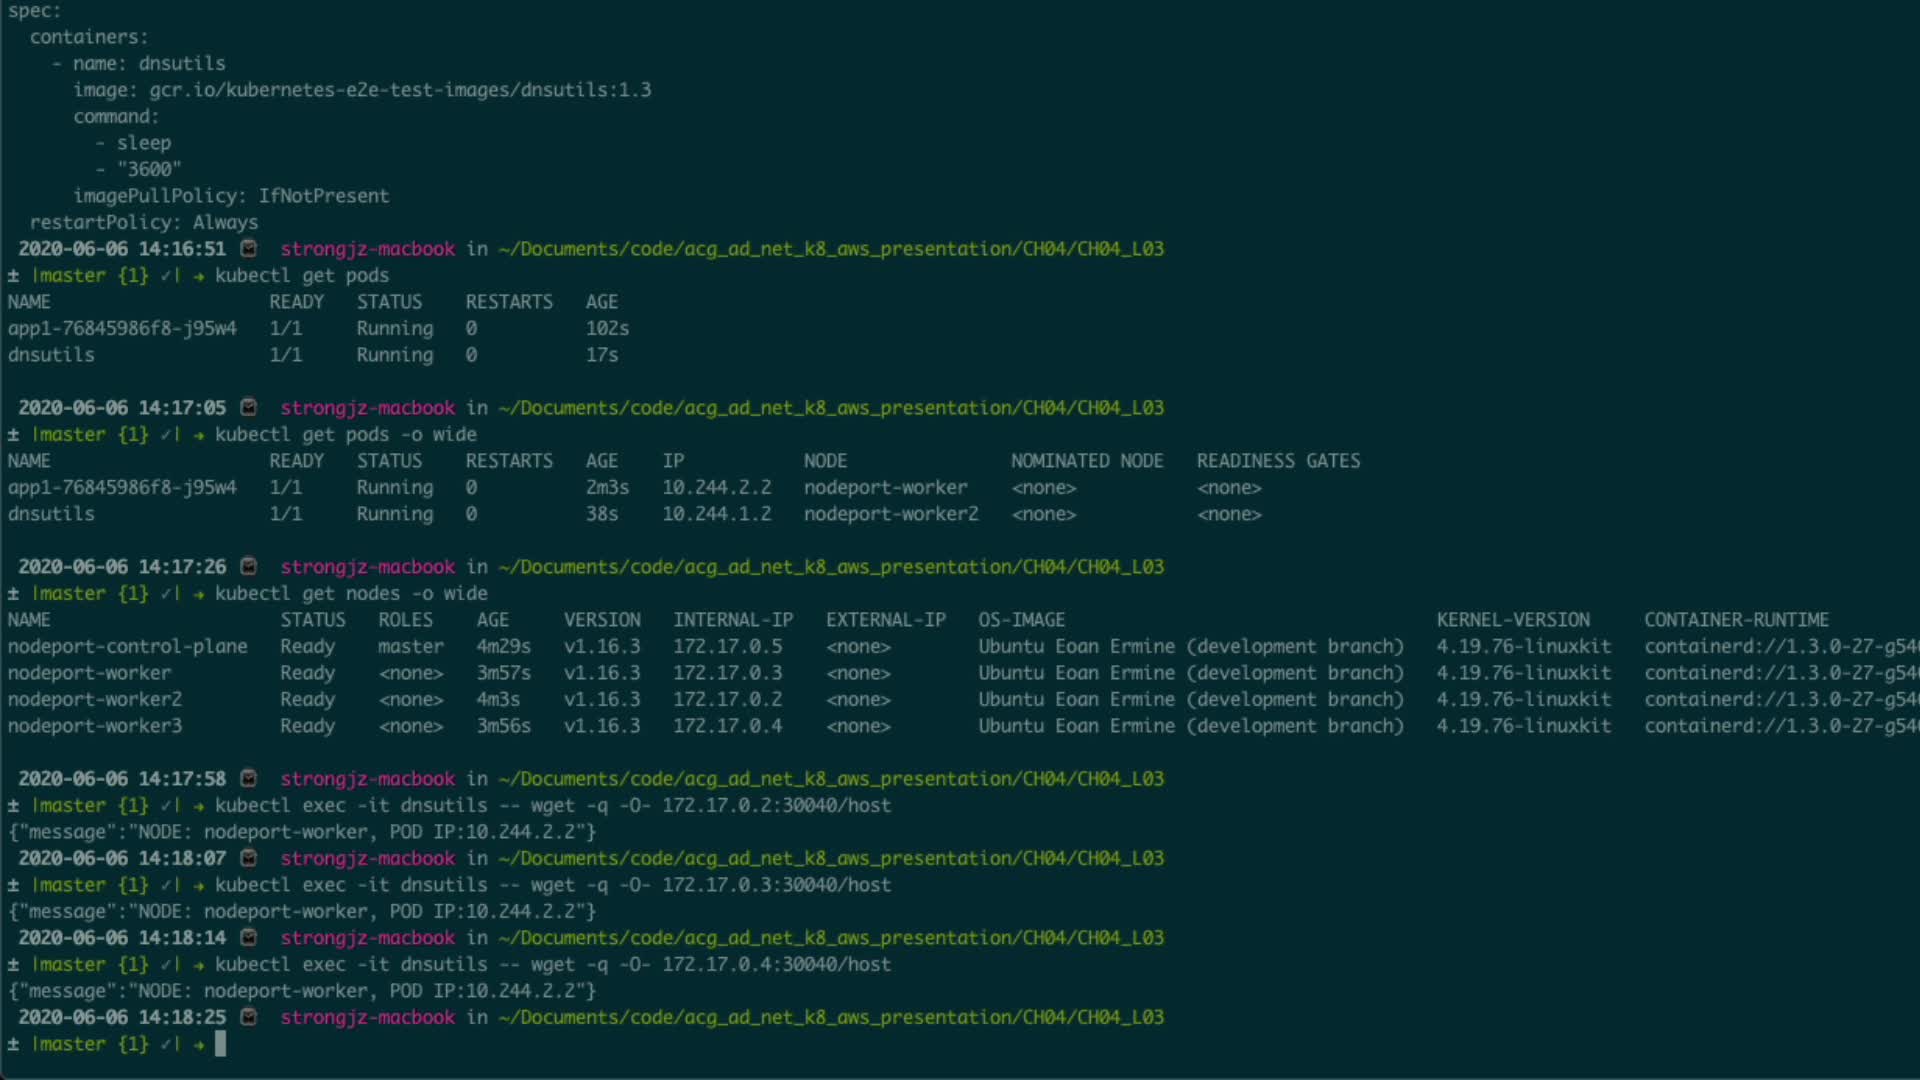 spec:
  containers:
    - name: dnsutils
      image: gcr.io/kubernetes-e2e-test-images/dnsutils:1.3
      command:
        - sleep
        - "3600"
      imagePullPolicy: IfNotPresent
  restartPolicy: Always
2020-06-06 14:16:51 strongjz-macbook in ~/Documents/code/acg_ad_net_k8_aws_presentation/CH04/CH04_L03
± |master {1} ✓| → kubectl get pods
NAME READY STATUS RESTARTS AGE
app1-76845986f8-j95w4 1/1 Running 0 102s
dnsutils 1/1 Running 0 17s
2020-06-06 14:17:05 strongjz-macbook in ~/Documents/code/acg_ad_net_k8_aws_presentation/CH04/CH04_L03
± |master {1} ✓| → kubectl get pods -o wide
NAME READY STATUS RESTARTS AGE IP NODE NOMINATED NODE READINESS GATES
app1-76845986f8-j95w4 1/1 Running 0 2m3s 10.244.2.2 nodeport-worker <none> <none>
dnsutils 1/1 Running 0 38s 10.244.1.2 nodeport-worker2 <none> <none>
2020-06-06 14:17:26 strongjz-macbook in ~/Documents/code/acg_ad_net_k8_aws_presentation/CH04/CH04_L03
± |master {1} ✓| → kubectl get nodes -o wide
NAME STATUS ROLES AGE VERSION INTERNAL-IP EXTERNAL-IP OS-IMAGE KERNEL-VERSION CONTAINER-RUNTIME
nodeport-control-plane Ready master 4m29s v1.16.3 172.17.0.5 <none> Ubuntu Eoan Ermine (development branch) 4.19.76-linuxkit containerd://1.3.0-27-g54
nodeport-worker Ready <none> 3m57s v1.16.3 172.17.0.3 <none> Ubuntu Eoan Ermine (development branch) 4.19.76-linuxkit containerd://1.3.0-27-g54
nodeport-worker2 Ready <none> 4m3s v1.16.3 172.17.0.2 <none> Ubuntu Eoan Ermine (development branch) 4.19.76-linuxkit containerd://1.3.0-27-g54
nodeport-worker3 Ready <none> 3m56s v1.16.3 172.17.0.4 <none> Ubuntu Eoan Ermine (development branch) 4.19.76-linuxkit containerd://1.3.0-27-g54
2020-06-06 14:17:58 strongjz-macbook in ~/Documents/code/acg_ad_net_k8_aws_presentation/CH04/CH04_L03
± |master {1} ✓| → kubectl exec -it dnsutils -- wget -q -O- 172.17.0.2:30040/host
{"message":"NODE: nodeport-worker, POD IP:10.244.2.2"}
2020-06-06 14:18:07 strongjz-macbook in ~/Documents/code/acg_ad_net_k8_aws_presentation/CH04/CH04_L03
± |master {1} ✓| → kubectl exec -it dnsutils -- wget -q -O- 172.17.0.3:30040/host
{"message":"NODE: nodeport-worker, POD IP:10.244.2.2"}
2020-06-06 14:18:14 strongjz-macbook in ~/Documents/code/acg_ad_net_k8_aws_presentation/CH04/CH04_L03
± |master {1} ✓| → kubectl exec -it dnsutils -- wget -q -O- 172.17.0.4:30040/host
{"message":"NODE: nodeport-worker, POD IP:10.244.2.2"}
2020-06-06 14:18:25 strongjz-macbook in ~/Documents/code/acg_ad_net_k8_aws_presentation/CH04/CH04_L03
± |master {1} ✓| →